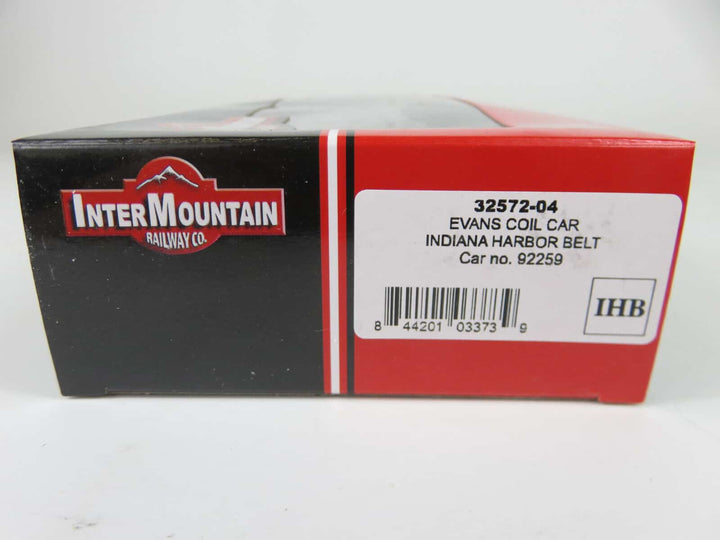 INTERMOUNTAIN
RAILWAY CO.
32572-04
EVANS COIL CAR
INDIANA HARBOR BELT
Car no. 92259
IHB
8 44201 03373 9